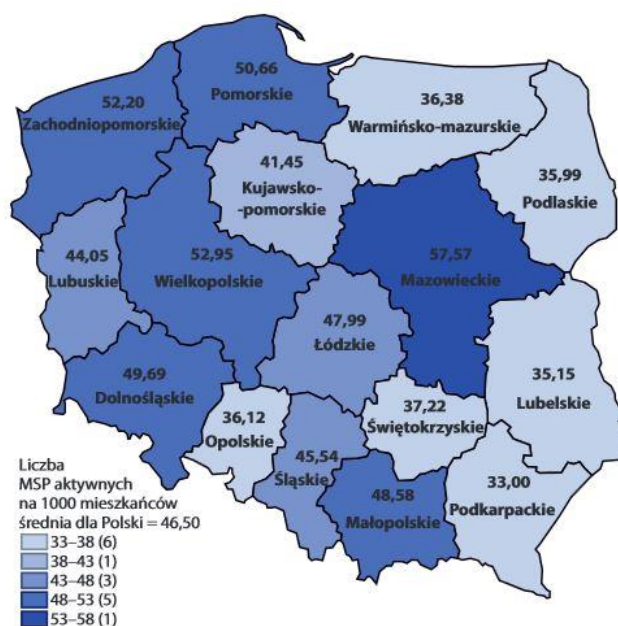 50,66
Pomorskie
52,20
Zachodniopomorskie
36,38
Warmińsko-mazurskie
41,45
Kujawsko-
-pomorskie
35,99
Podlaskie
44,05
Lubuskie
52,95
Wielkopolskie
57,57
Mazowieckie
47,99
Łódzkie
49,69
Dolnośląskie
35,15
Lubelskie
36,12
Opolskie
37,22
Świętokrzyskie
45,54
Śląskie
48,58
Małopolskie
33,00
Podkarpackie
Liczba
MSP aktywnych
na 1000 mieszkańców
średnia dla Polski = 46,50
33–38 (6)
38–43 (1)
43–48 (3)
48–53 (5)
53–58 (1)